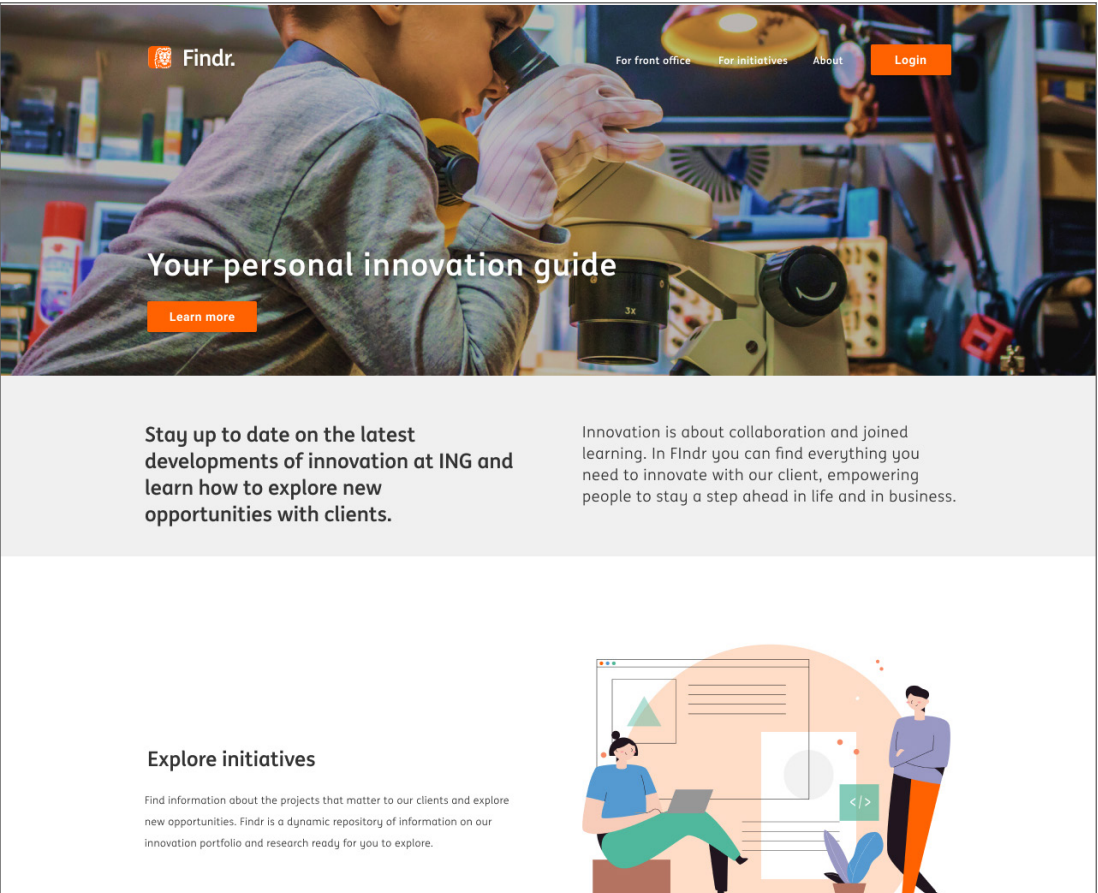 Findr.
For front office
For initiatives
About
Login
Your personal innovation guide
Learn more
3X
Stay up to date on the latest
developments of innovation at ING and
learn how to explore new
opportunities with clients.
Innovation is about collaboration and joined
learning. In FIndr you can find everything you
need to innovate with our client, empowering
people to stay a step ahead in life and in business.
Explore initiatives
Find information about the projects that matter to our clients and explore
new opportunities. Findr is a dynamic repository of information on our
innovation portfolio and research ready for you to explore.
</>